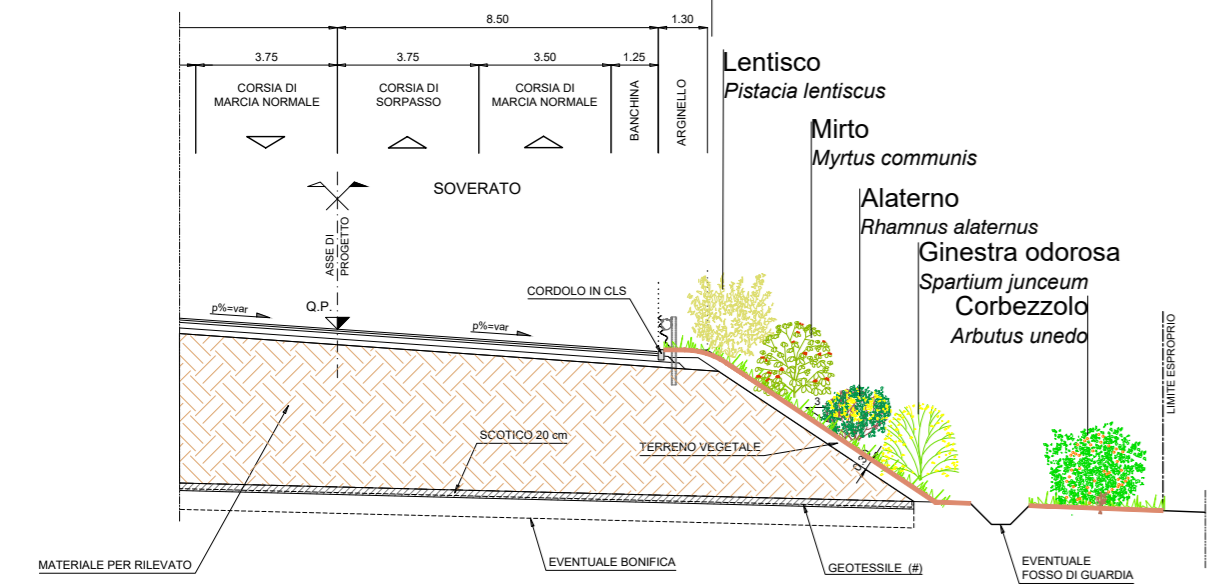 8.50
1.30
3.75
3.75
3.50
1.25
CORSIA DI
MARCIA NORMALE
CORSIA DI
SORPASSO
CORSIA DI
MARCIA NORMALE
BANCHINA
ARGINELLO
Lentisco
Pistacia lentiscus
Mirto
Myrtus communis
Alaterno
Rhamnus alaternus
Ginestra odorosa
Spartium junceum
Corbezzolo
Arbutus unedo
SOVERATO
ASSE DI
PROGETTO
Q.P.
p%=var
p%=var
CORDOLO IN CLS
LIMITE ESPROPRIO
3
SCOTICO 20 cm
TERRENO VEGETALE
MATERIALE PER RILEVATO
EVENTUALE BONIFICA
GEOTESSILE (#)
EVENTUALE
FOSSO DI GUARDIA